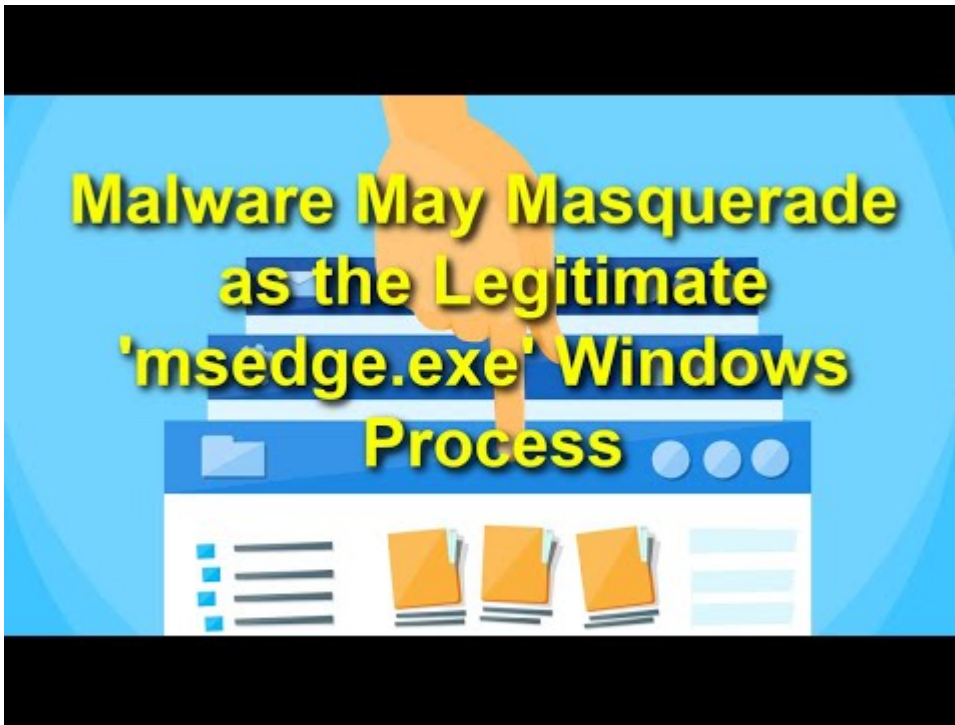 Malware May Masquerade
as the Legitimate
'msedge.exe' Windows
Process